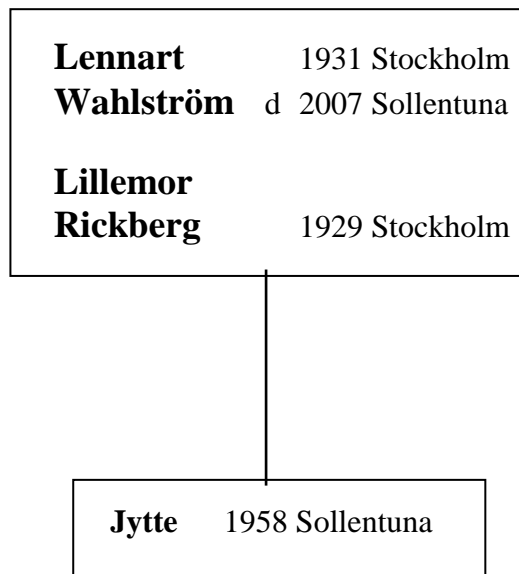 Lennart 1931 Stockholm
Wahlström d 2007 Sollentuna
Lillemor
Rickberg 1929 Stockholm
Jytte 1958 Sollentuna